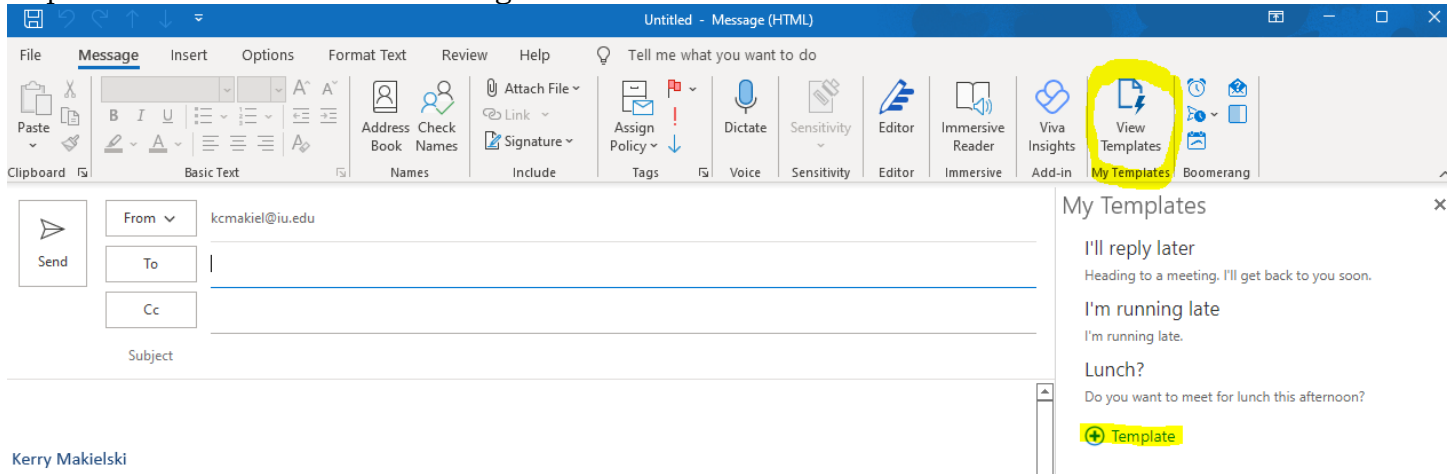 Untitled - Message (HTML)
File Message Insert Options Format Text Review Help Tell me what you want to do
Paste
B I U A A
Address Book
Check Names
Attach File
Link
Signature
Assign Policy
Dictate
Sensitivity
Editor
Immersive Reader
Viva Insights
View Templates
Clipboard Basic Text Names Include Tags Voice Sensitivity Editor Immersive Add-in My Templates Boomerang
Send
From kcmakiel@iu.edu
To
Cc
Subject
Kerry Makielski
My Templates
I'll reply later
Heading to a meeting. I'll get back to you soon.
I'm running late
I'm running late.
Lunch?
Do you want to meet for lunch this afternoon?
Template